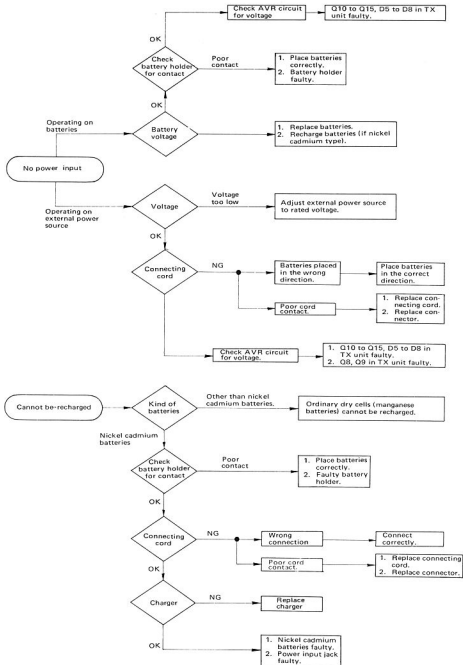 Check AVR circuit
for voltage
Q10 to Q15, D5 to D8 in TX
unit faulty.
OK
Check
battery holder
for contact
Poor
contact
1. Place batteries
correctly.
2. Battery holder
faulty.
OK
Operating on
batteries
Battery
voltage
1. Replace batteries.
2. Recharge batteries (if nickel
cadmium type).
No power input
Operating on
external power
source
Voltage
Voltage
too low
Adjust external power source
to rated voltage.
OK
Connecting
cord
NG
Batteries placed
in the wrong
direction.
Place batteries
in the correct
direction.
Poor cord
contact.
1. Replace con-
necting cord.
2. Replace con-
nector.
Check AVR circuit
for voltage.
1. Q10 to Q15, D5 to D8 in
TX unit faulty.
2. Q8, Q9 in TX unit faulty.
Cannot be-recharged
Kind of
batteries
Other than nickel
cadmium batteries.
Ordinary dry cells (manganese
batteries) cannot be recharged.
Nickel cadmium
batteries
Check
battery holder
for contact
Poor
contact
1. Place batteries
correctly.
2. Faulty battery
holder.
OK
Connecting
cord
NG
Wrong
connection
Connect
correctly.
Poor cord
contact.
1. Replace connecting
cord.
2. Replace connector.
OK
Charger
NG
Replace
charger
OK
1. Nickel cadmium
batteries faulty.
2. Power input jack
faulty.